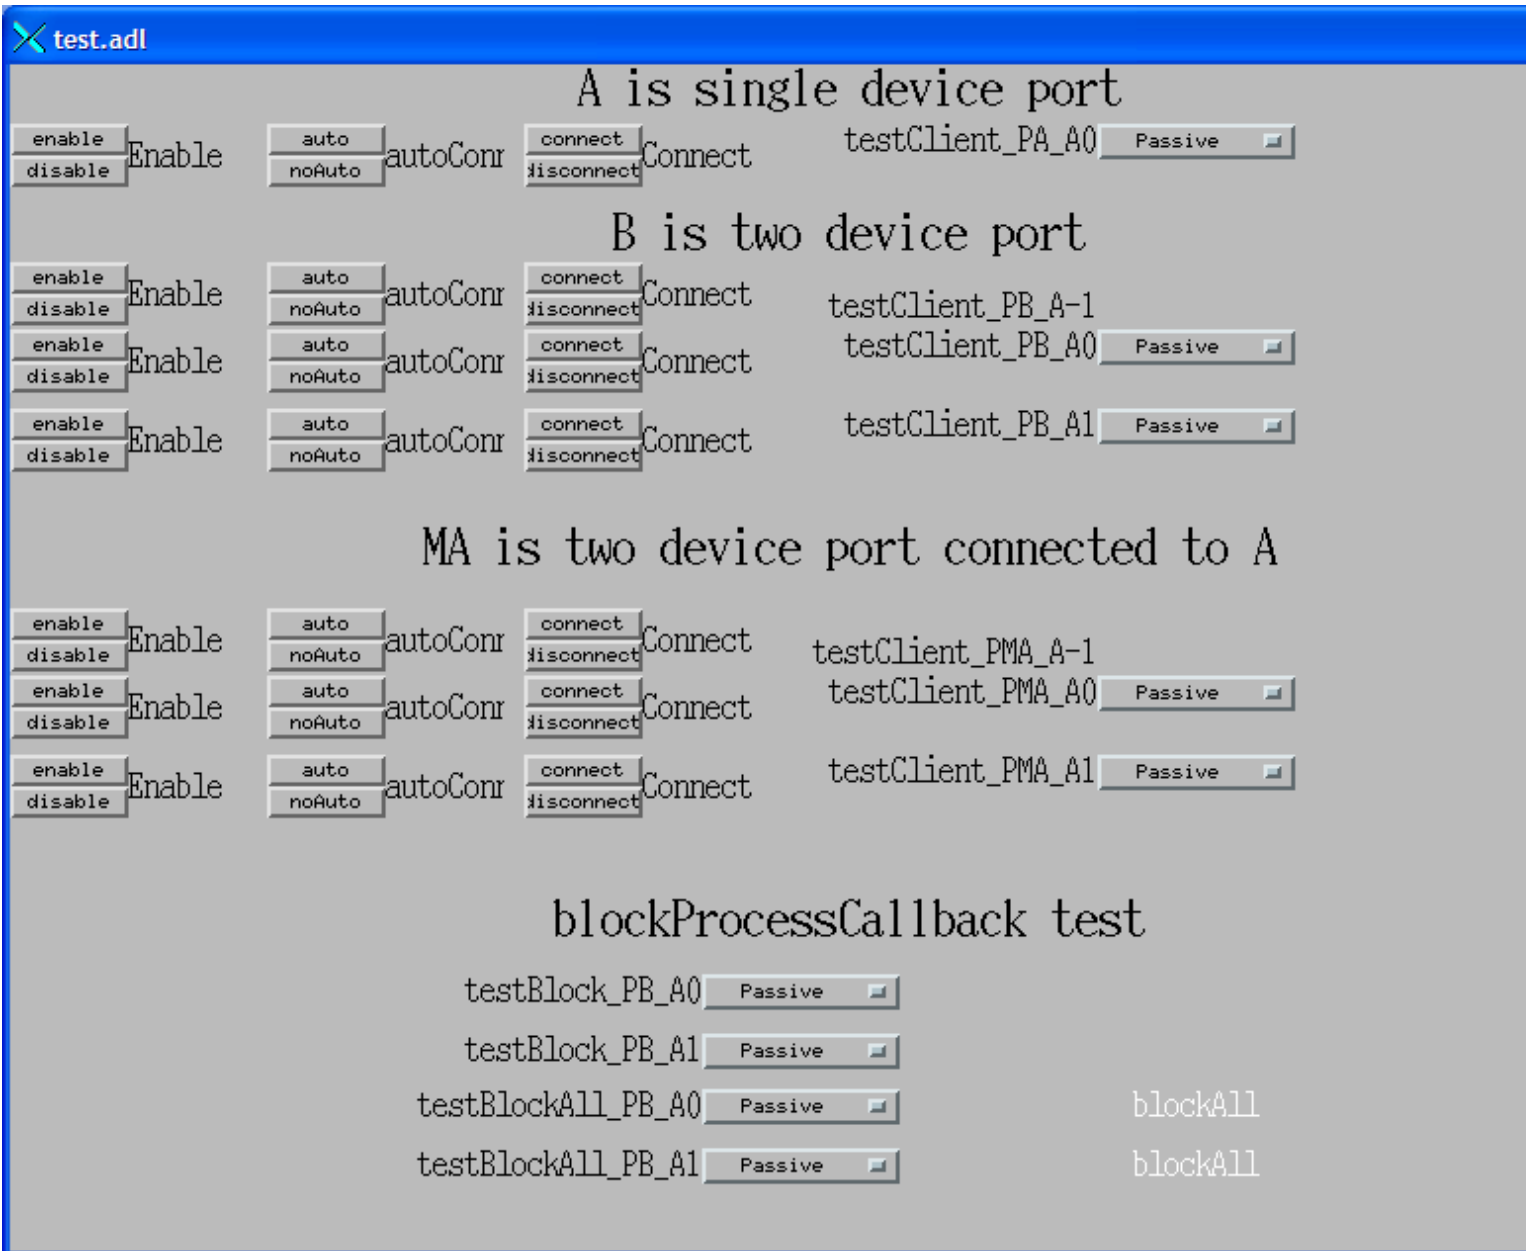 test.adl
A is single device port
enable auto connect testClient_PA_A0 Passive
Enable autoConn Connect
disable noAuto disconnect
B is two device port
enable auto connect
Enable autoConn Connect testClient_PB_A-1
disable noAuto disconnect
enable auto connect testClient_PB_A0 Passive
Enable autoConn Connect
disable noAuto disconnect
enable auto connect testClient_PB_A1 Passive
Enable autoConn Connect
disable noAuto disconnect
MA is two device port connected to A
enable auto connect
Enable autoConn Connect testClient_PMA_A-1
disable noAuto disconnect
enable auto connect testClient_PMA_A0 Passive
Enable autoConn Connect
disable noAuto disconnect
enable auto connect testClient_PMA_A1 Passive
Enable autoConn Connect
disable noAuto disconnect
blockProcessCallback test
testBlock_PB_A0 Passive
testBlock_PB_A1 Passive
testBlockAll_PB_A0 Passive blockAll
testBlockAll_PB_A1 Passive blockAll